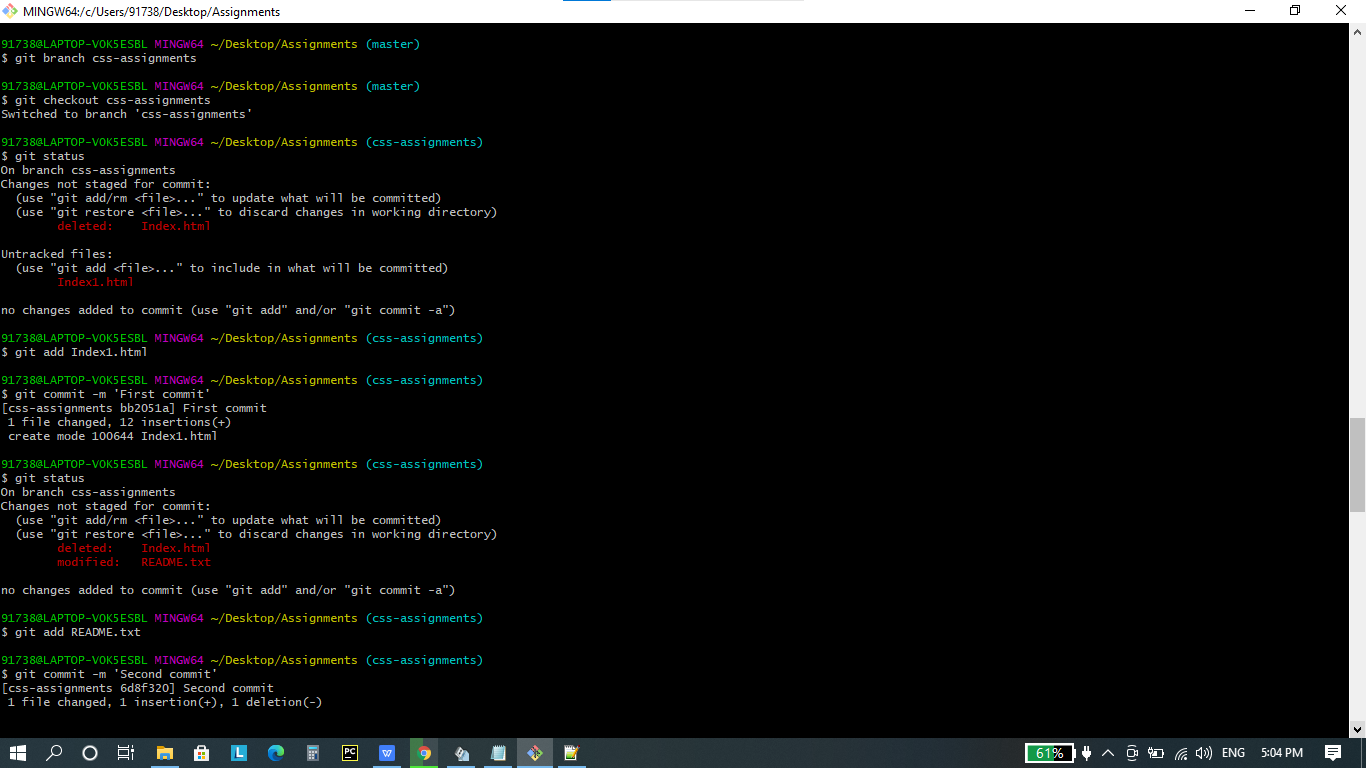 MINGW64:/c/Users/91738/Desktop/Assignments
91738@LAPTOP-VOK5ESBL MINGW64 ~/Desktop/Assignments (master)
$ git branch css-assignments
91738@LAPTOP-VOK5ESBL MINGW64 ~/Desktop/Assignments (master)
$ git checkout css-assignments
Switched to branch 'css-assignments'
91738@LAPTOP-VOK5ESBL MINGW64 ~/Desktop/Assignments (css-assignments)
$ git status
On branch css-assignments
Changes not staged for commit:
  (use "git add/rm <file>..." to update what will be committed)
  (use "git restore <file>..." to discard changes in working directory)
        deleted:    Index.html
Untracked files:
  (use "git add <file>..." to include in what will be committed)
        Index1.html
no changes added to commit (use "git add" and/or "git commit -a")
91738@LAPTOP-VOK5ESBL MINGW64 ~/Desktop/Assignments (css-assignments)
$ git add Index1.html
91738@LAPTOP-VOK5ESBL MINGW64 ~/Desktop/Assignments (css-assignments)
$ git commit -m 'First commit'
[css-assignments bb2051a] First commit
 1 file changed, 12 insertions(+)
 create mode 100644 Index1.html
91738@LAPTOP-VOK5ESBL MINGW64 ~/Desktop/Assignments (css-assignments)
$ git status
On branch css-assignments
Changes not staged for commit:
  (use "git add/rm <file>..." to update what will be committed)
  (use "git restore <file>..." to discard changes in working directory)
        deleted:    Index.html
        modified:   README.txt
no changes added to commit (use "git add" and/or "git commit -a")
91738@LAPTOP-VOK5ESBL MINGW64 ~/Desktop/Assignments (css-assignments)
$ git add README.txt
91738@LAPTOP-VOK5ESBL MINGW64 ~/Desktop/Assignments (css-assignments)
$ git commit -m 'Second commit'
[css-assignments 6d8f320] Second commit
 1 file changed, 1 insertion(+), 1 deletion(-)
L PC W 61% ENG 5:04 PM